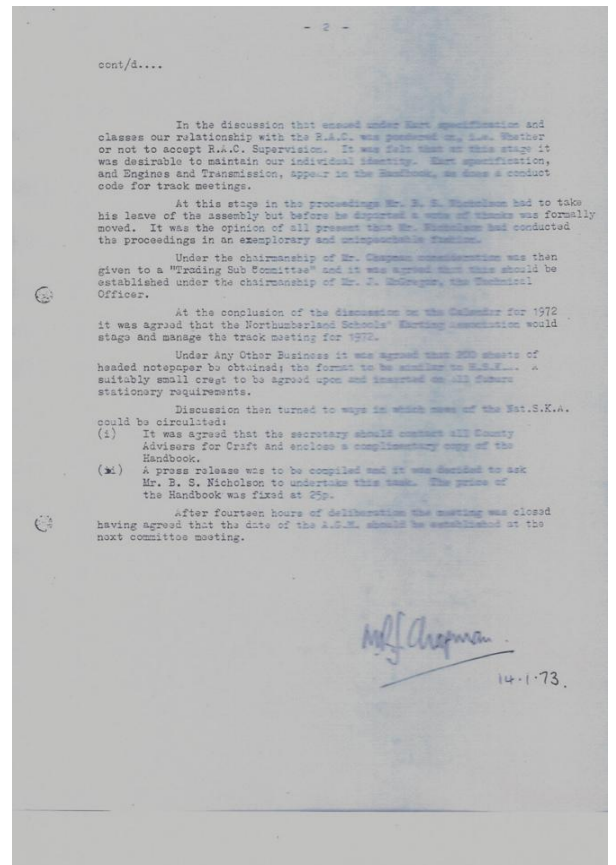 - 2 -
cont/d....
In the discussion that ensued under Kart specification and
classes our relationship with the R.A.C. was pondered on, i.e. Whether
or not to accept R.A.C. Supervision. It was felt that at this stage it
was desirable to maintain our individual identity. Kart specification,
and Engines and Transmission, appear in the Handbook, as does a conduct
code for track meetings.
At this stage in the proceedings Mr. B. S. Nicholson had to take
his leave of the assembly but before he departed a vote of thanks was formally
moved. It was the opinion of all present that Mr. Nicholson had conducted
the proceedings in an exemplorary and unimpeachable fashion.
Under the chairmanship of Mr. Chapman consideration was then
given to a "Trading Sub Committee" and it was agreed that this should be
established under the chairmanship of Mr. J. McGregor, the Technical
Officer.
At the conclusion of the discussion on the Calendar for 1972
it was agreed that the Northumberland Schools' Karting Association would
stage and manage the track meeting for 1972.
Under Any Other Business it was agreed that 200 sheets of
headed notepaper be obtained; the format to be similar to A
suitably small crest to be agreed upon and inserted on all future
stationery requirements.
Discussion then turned to ways in which news of the Nat.S.K.A.
could be circulated:
(i) It was agreed that the secretary should contact all County
Advisers for Craft and enclose a complimentary copy of the
Handbook.
(ii) A press release was to be compiled and it was decided to ask
Mr. B. S. Nicholson to undertake this task. The price of
the Handbook was fixed at 25p.
After fourteen hours of deliberation the meeting was closed
having agreed that the date of the A.G.M. should be established at the
next committee meeting.
Chapman.
14.1.73.